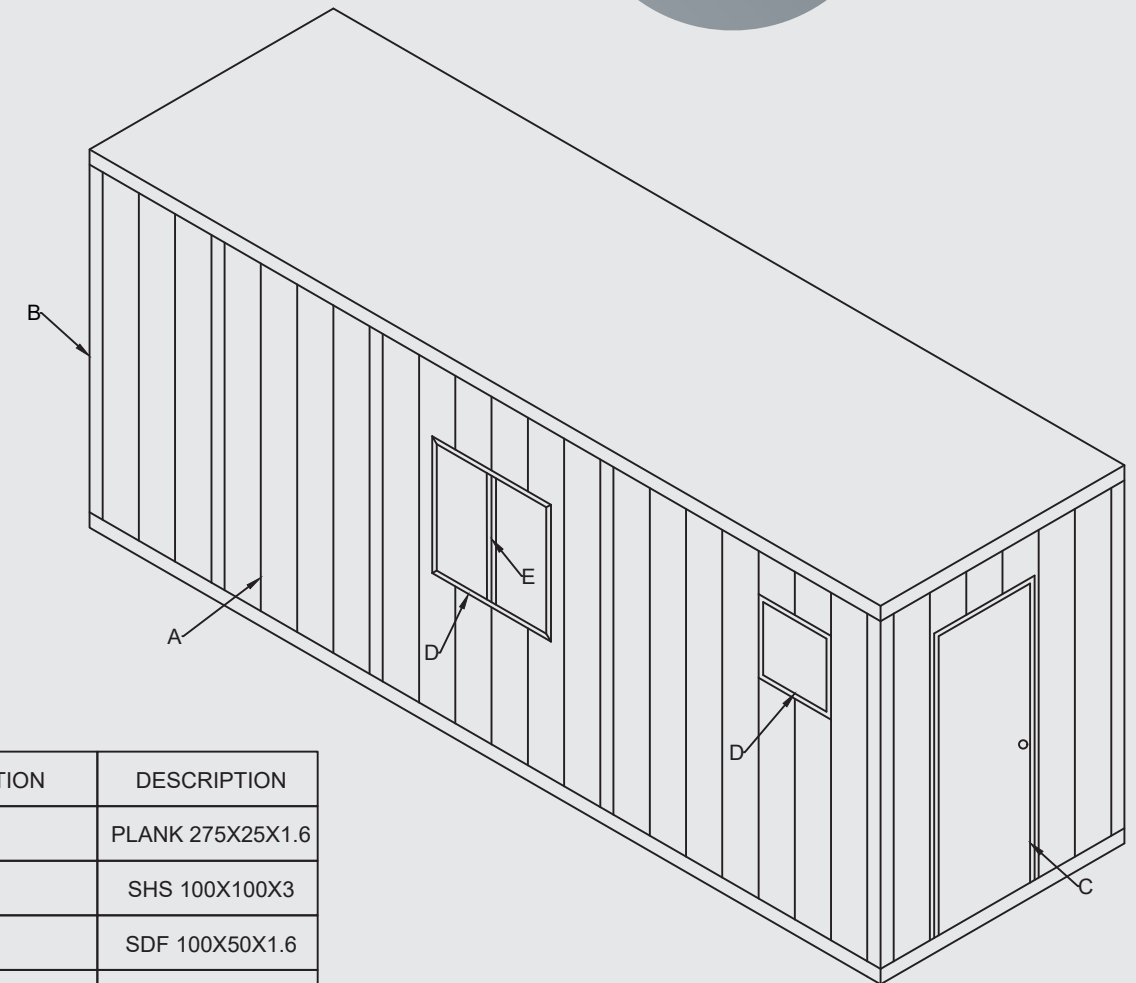 B
E
A
D
D
C
TION
DESCRIPTION
PLANK 275X25X1.6
SHS 100X100X3
SDF 100X50X1.6